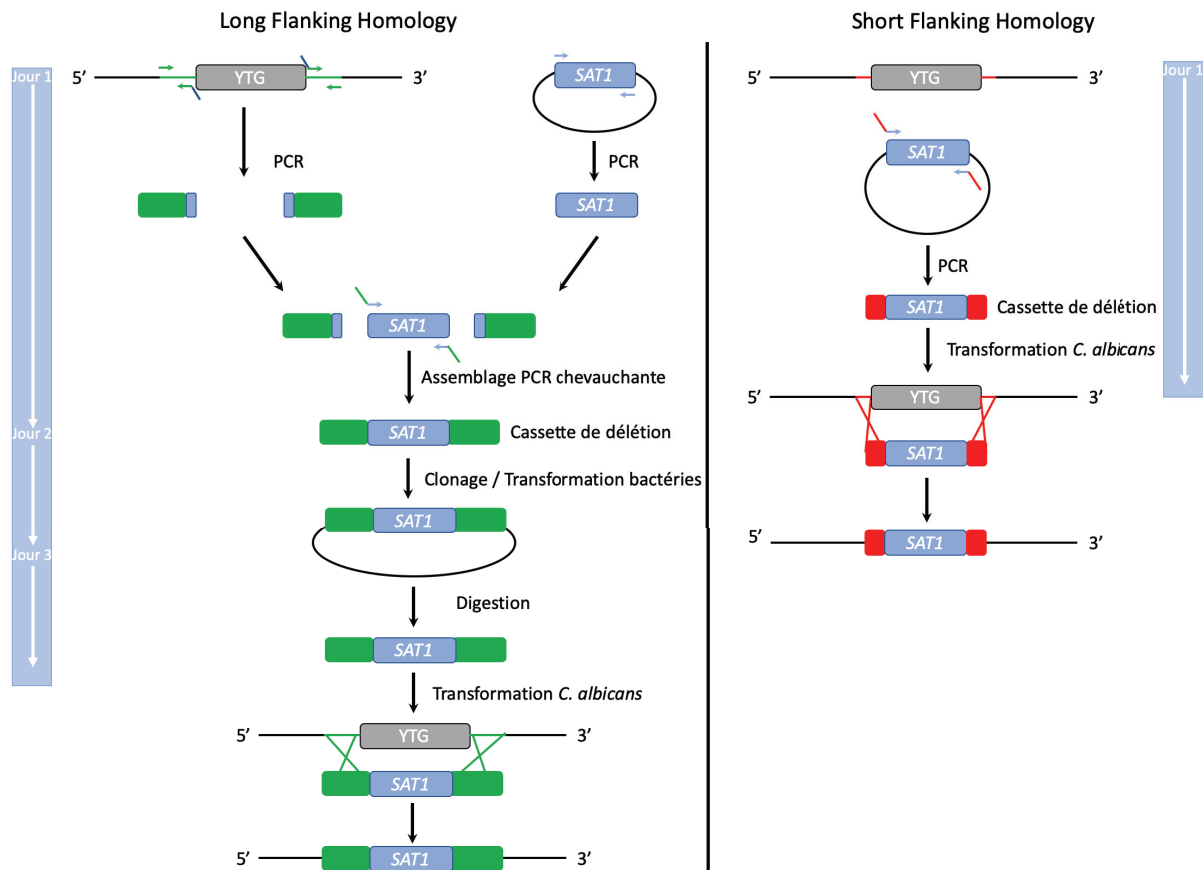 Long Flanking Homology
Jour 1
5’
YTG
3’
SAT1
PCR
PCR
SAT1
SAT1
Assemblage PCR chevauchante
Jour 2
SAT1
Cassette de délétion
Clonage / Transformation bactéries
SAT1
Jour 3
Digestion
SAT1
Transformation C. albicans
5’
YTG
3’
SAT1
5’
SAT1
3’
Short Flanking Homology
5’
YTG
3’
Jour 1
SAT1
PCR
SAT1
Cassette de délétion
Transformation C. albicans
5’
YTG
3’
SAT1
5’
SAT1
3’